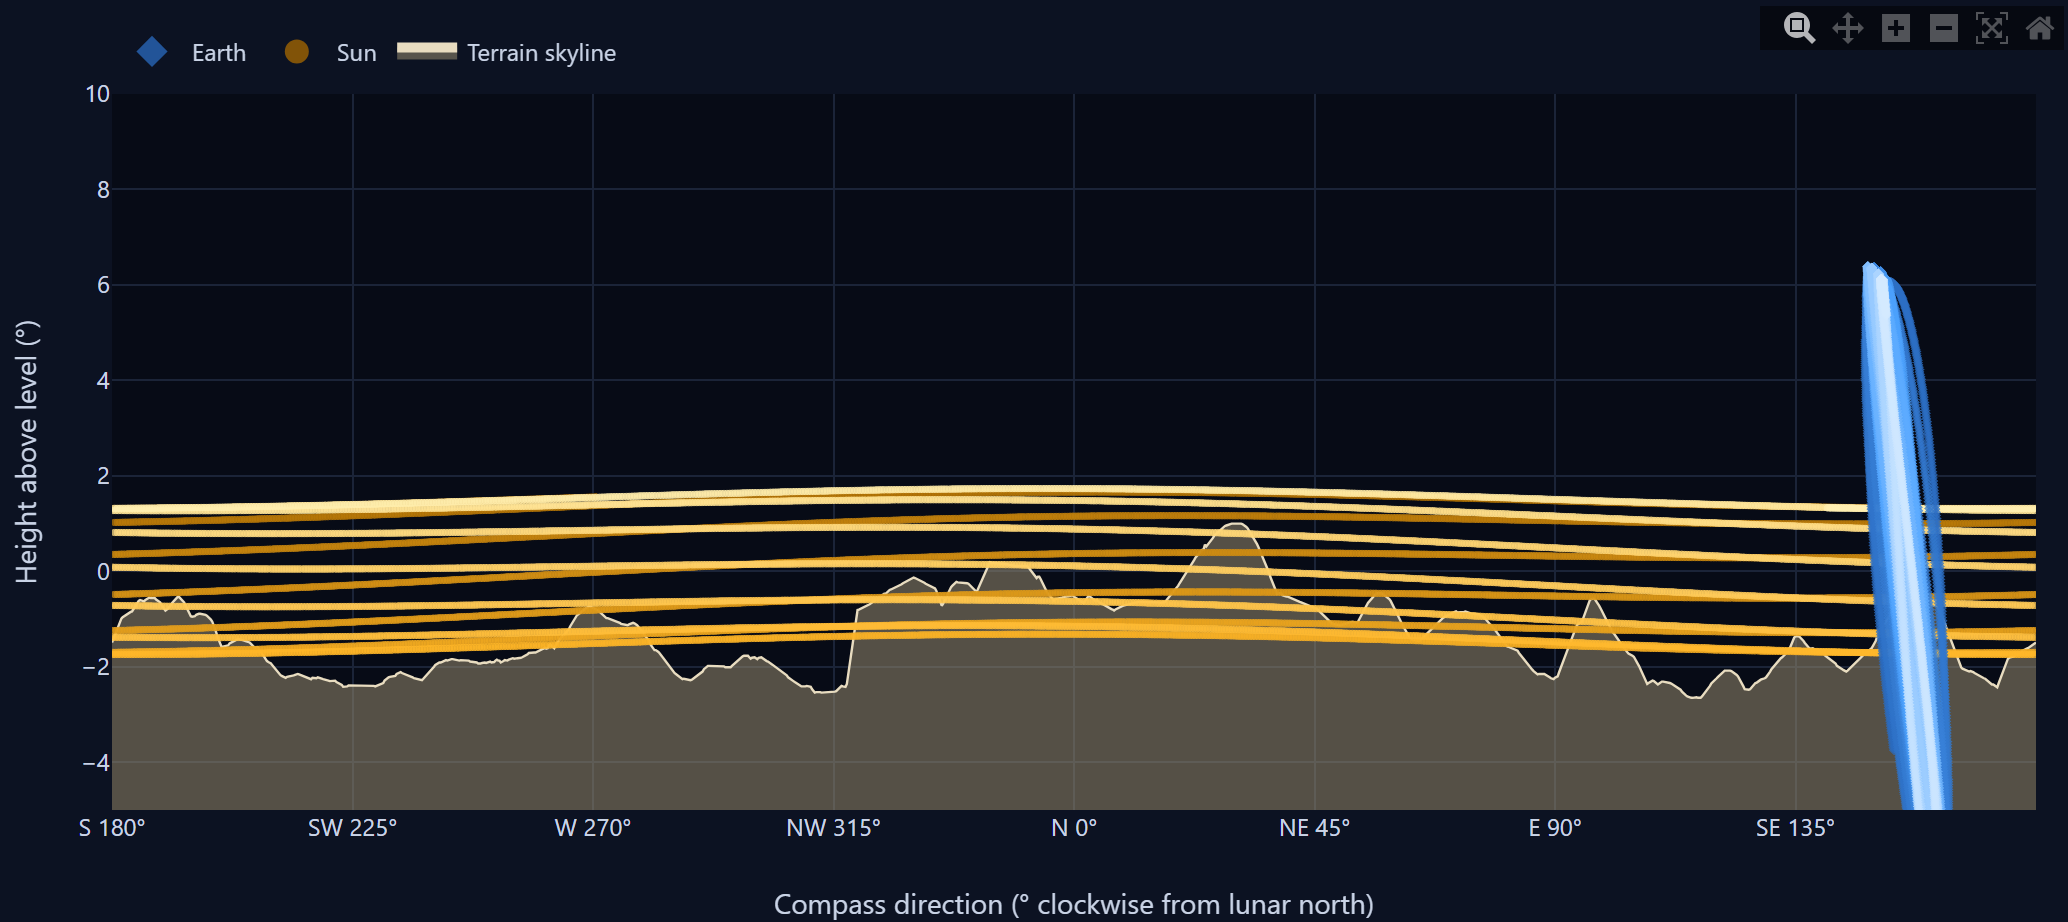 Earth
Sun
Terrain skyline
10
8
6
4
2
0
−2
−4
Height above level (°)
S 180°
SW 225°
W 270°
NW 315°
N 0°
NE 45°
E 90°
SE 135°
Compass direction (° clockwise from lunar north)